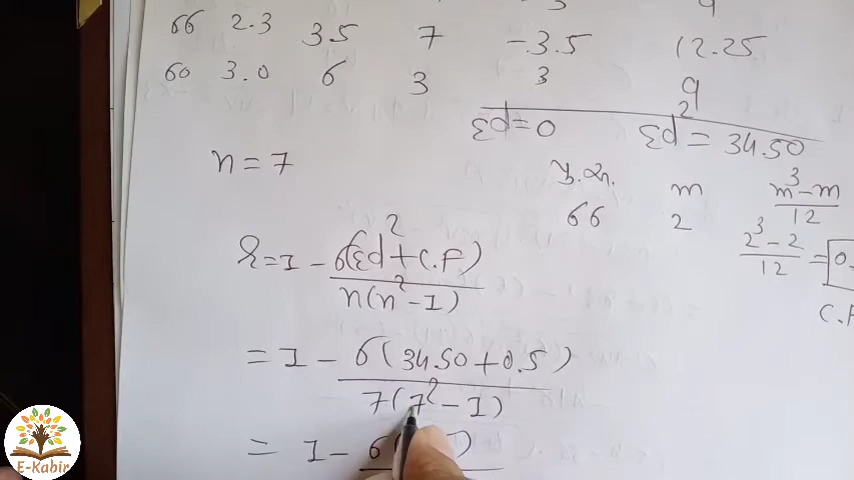 9
66 2.3 3.5 7 -3.5 12.25
60 3.0 6 3 3 9
Σd=0 Σd² = 34.50
n = 7
પુ.અં. m m³-m/12
66 2 2³-2/12 = 0.
r=1 - 6(Σd²+C.F)/n(n²-1)
C.F
= 1 - 6(34.50+0.5)/7(7²-1)
= 1 - 6( )
E-Kabir